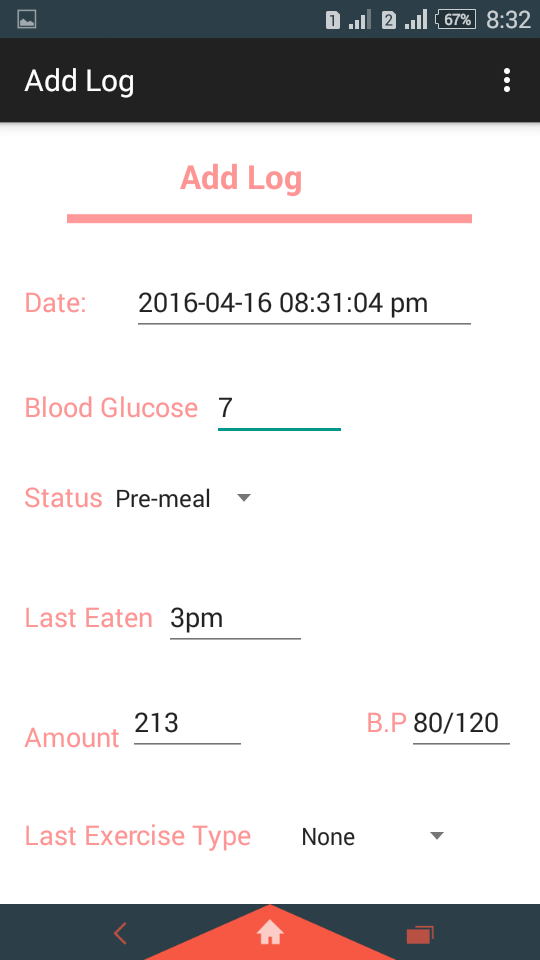 1 2 67% 8:32
Add Log
Add Log
Date: 2016-04-16 08:31:04 pm
Blood Glucose 7
Status Pre-meal
Last Eaten 3pm
Amount 213 B.P 80/120
Last Exercise Type None